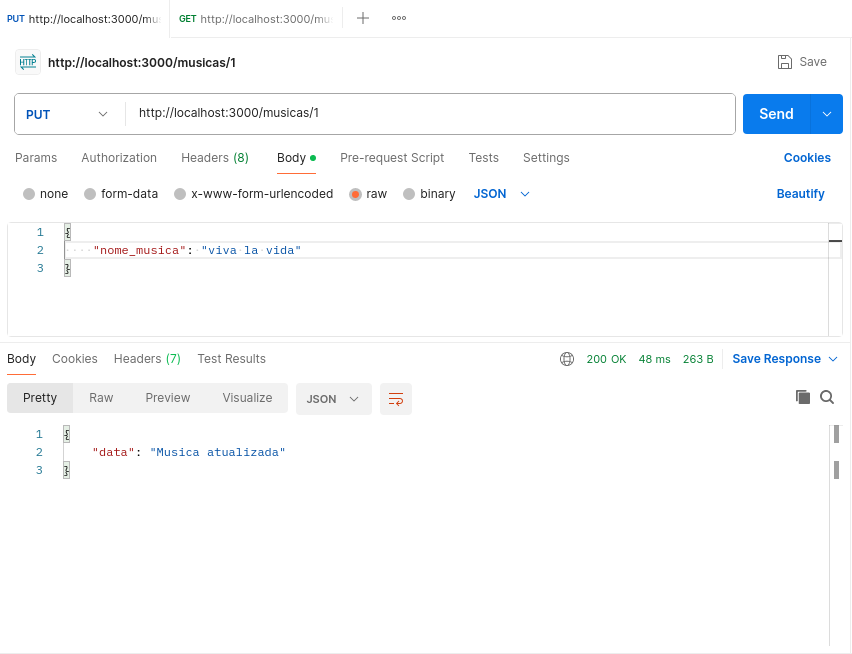 PUT http://localhost:3000/mus GET http://localhost:3000/mus
HTTP http://localhost:3000/musicas/1 Save
PUT http://localhost:3000/musicas/1 Send
Params Authorization Headers (8) Body Pre-request Script Tests Settings Cookies
none form-data x-www-form-urlencoded raw binary JSON Beautify
1 {
2 "nome_musica": "viva la vida"
3 }
Body Cookies Headers (7) Test Results 200 OK 48 ms 263 B Save Response
Pretty Raw Preview Visualize JSON
1 {
2 "data": "Musica atualizada"
3 }